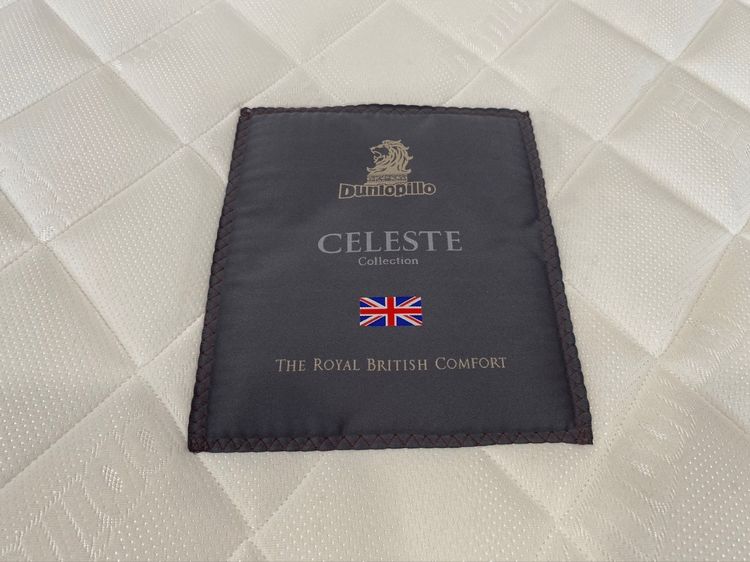 Dunlopillo
CELESTE
Collection
THE ROYAL BRITISH COMFORT